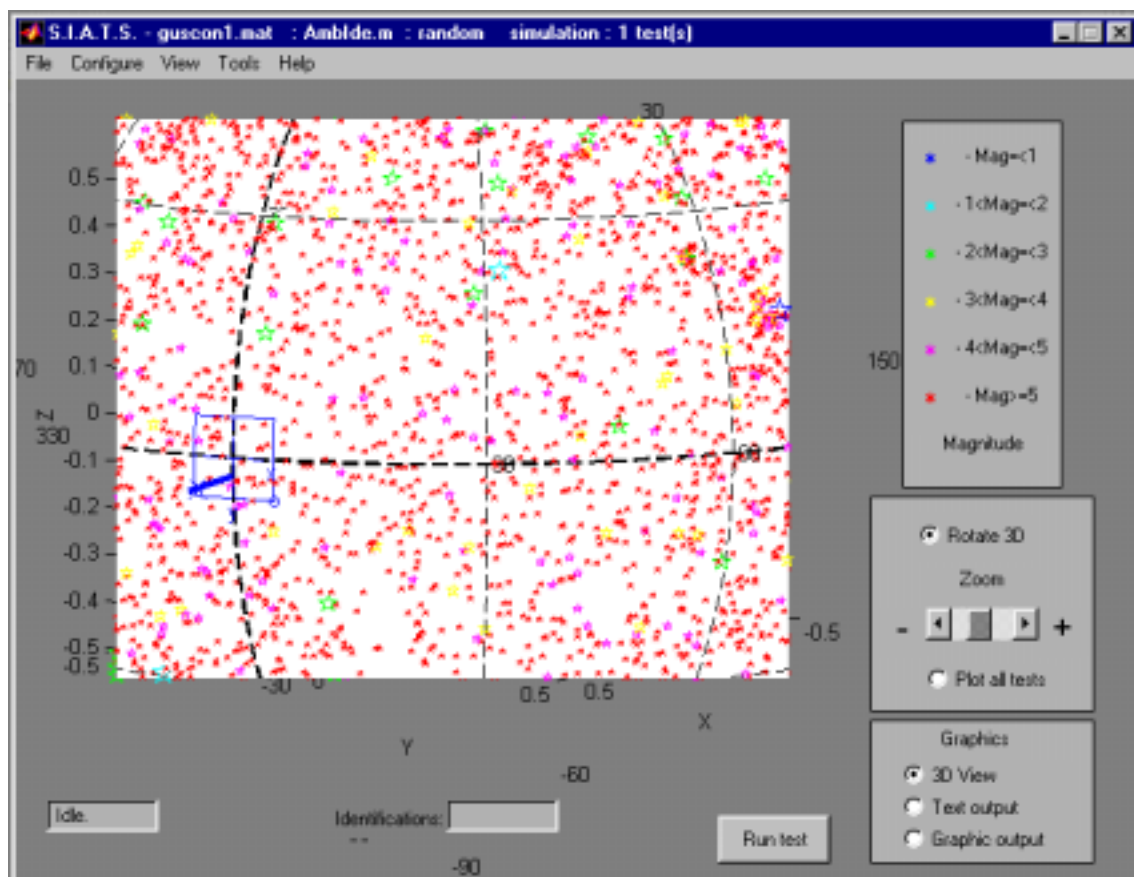 S.I.A.T.S. - guscon1.mat : AmbIde.m : random simulation : 1 test(s)
File Configure View Tools Help
30
0.5
0.4
0.3
0.2
0.1
0
-0.1
-0.2
-0.3
-0.4
-0.5
-0.5
70
Z
330
150
-0.5
-30
0
0.5
0.5
X
Y
-60
-90
- Mag=<1
- 1<Mag=<2
- 2<Mag=<3
- 3<Mag=<4
- 4<Mag=<5
- Mag>=5
Magnitude
Rotate 3D
Zoom
- +
Plot all tests
Graphics
3D View
Text output
Graphic output
Idle.
Identifications:
--
Run test